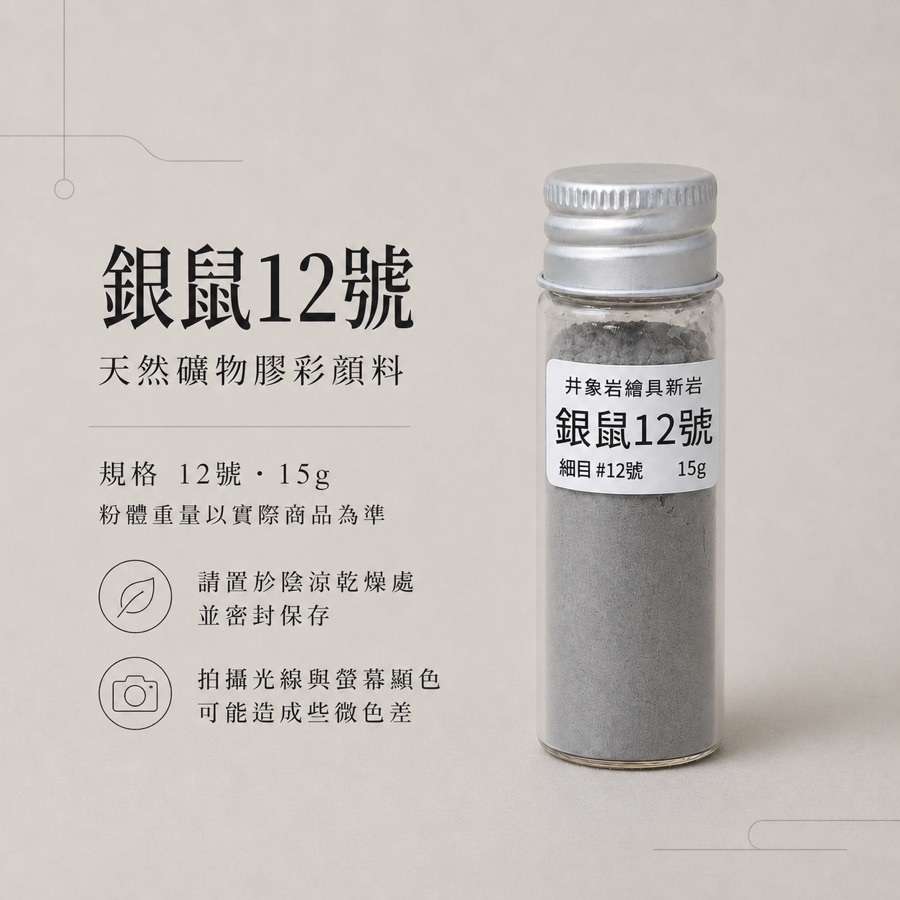 銀鼠12號
天然礦物膠彩顔料
規格 12號・15g
粉體重量以實際商品為準
請置於陰涼乾燥處
並密封保存
拍攝光線與螢幕顯色
可能造成些微色差
井象岩繪具新岩
銀鼠12號
細目 #12號 15g